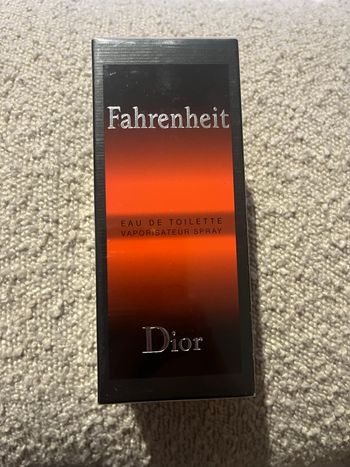 Fahrenheit
EAU DE TOILETTE
VAPORISATEUR SPRAY
Dior